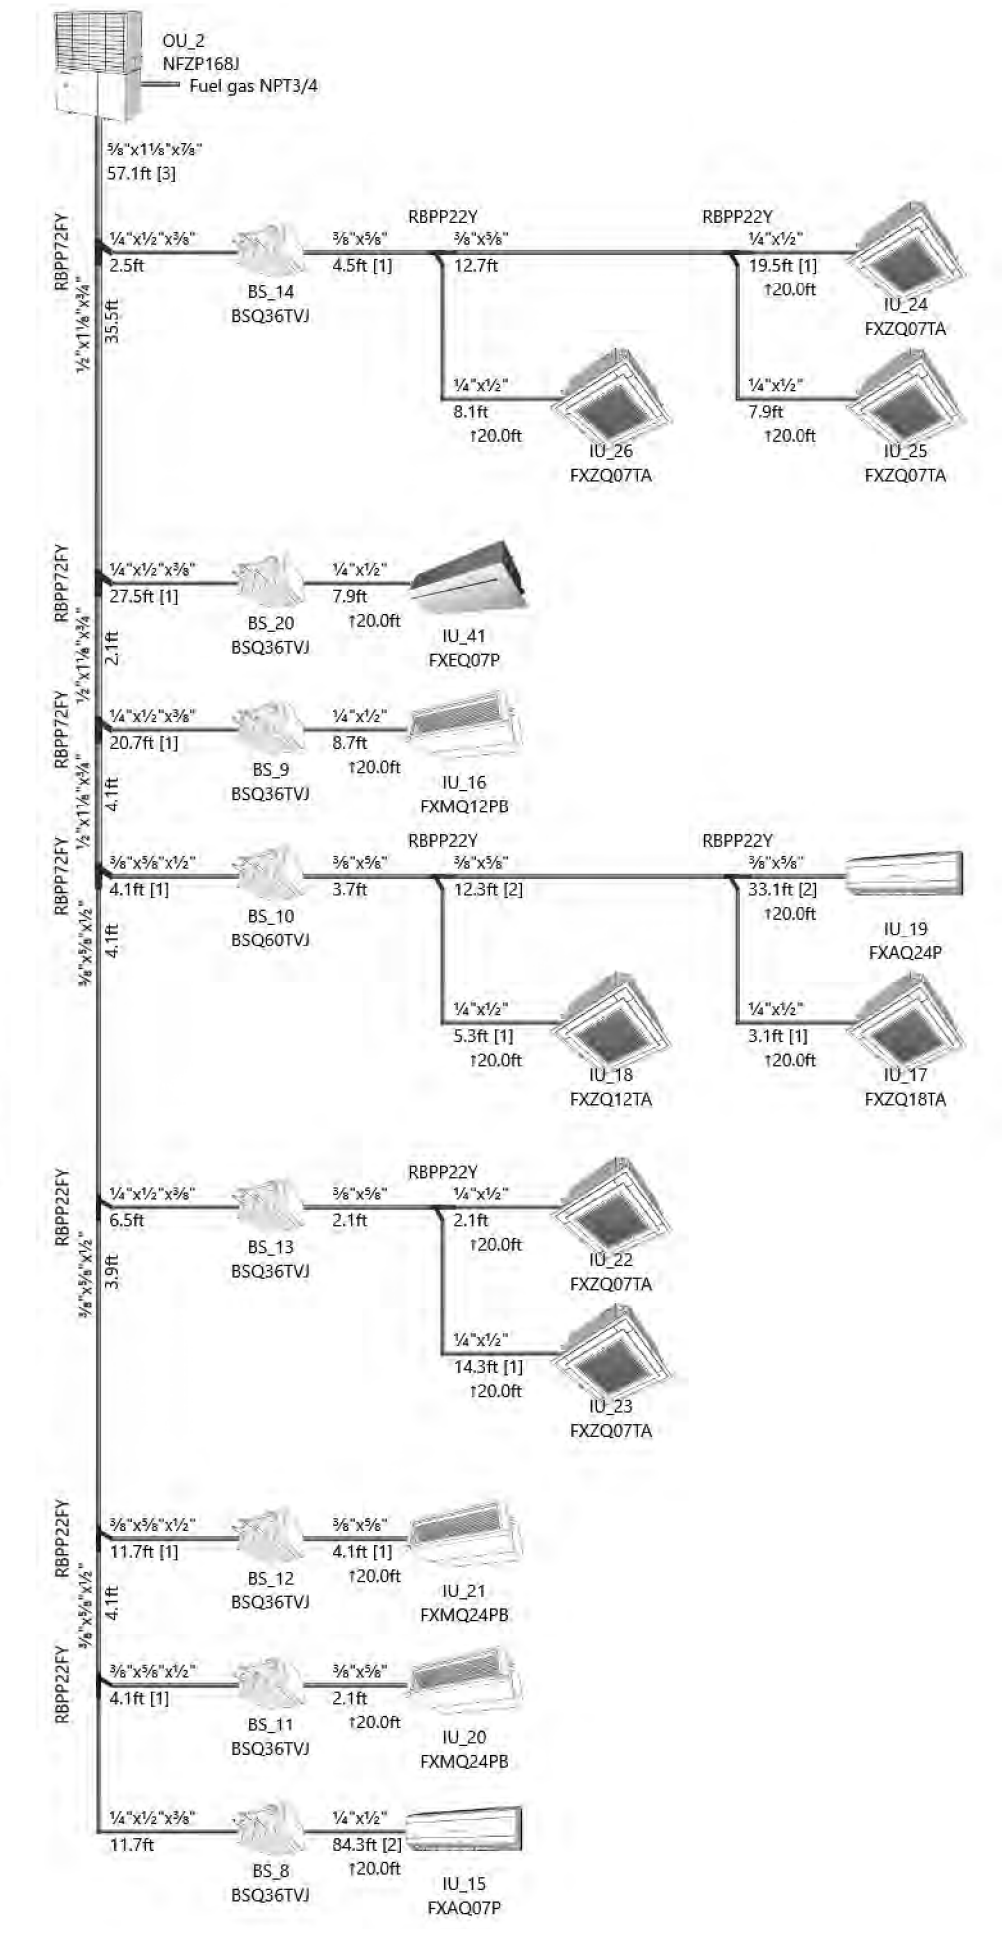 OU_2
NFZP168J
Fuel gas NPT3/4
⅝"x1⅛"x⅞"
57.1ft [3]
RBPP72FY
¼"x½"x⅜"
2.5ft
BS_14
BSQ36TVJ
⅜"x⅝"
4.5ft [1]
RBPP22Y
⅜"x⅝"
12.7ft
RBPP22Y
¼"x½"
19.5ft [1]
↑20.0ft
IU_24
FXZQ07TA
½"x1⅛"x¾"
35.5ft
¼"x½"
8.1ft
↑20.0ft
IU_26
FXZQ07TA
¼"x½"
7.9ft
↑20.0ft
IU_25
FXZQ07TA
RBPP72FY
¼"x½"x⅜"
27.5ft [1]
BS_20
BSQ36TVJ
¼"x½"
7.9ft
↑20.0ft
IU_41
FXEQ07P
½"x1⅛"x¾"
2.1ft
RBPP72FY
¼"x½"x⅜"
20.7ft [1]
BS_9
BSQ36TVJ
¼"x½"
8.7ft
↑20.0ft
IU_16
FXMQ12PB
½"x1⅛"x¾"
4.1ft
RBPP72FY
⅜"x⅝"x½"
4.1ft [1]
BS_10
BSQ60TVJ
⅜"x⅝"
3.7ft
RBPP22Y
⅜"x⅝"
12.3ft [2]
RBPP22Y
⅜"x⅝"
33.1ft [2]
↑20.0ft
IU_19
FXAQ24P
⅜"x⅝"x½"
4.1ft
¼"x½"
5.3ft [1]
↑20.0ft
IU_18
FXZQ12TA
¼"x½"
3.1ft [1]
↑20.0ft
IU_17
FXZQ18TA
RBPP22FY
¼"x½"x⅜"
6.5ft
BS_13
BSQ36TVJ
⅜"x⅝"
2.1ft
RBPP22Y
¼"x½"
2.1ft
↑20.0ft
IU_22
FXZQ07TA
⅜"x⅝"x½"
3.9ft
¼"x½"
14.3ft [1]
↑20.0ft
IU_23
FXZQ07TA
RBPP22FY
⅜"x⅝"x½"
11.7ft [1]
BS_12
BSQ36TVJ
⅜"x⅝"
4.1ft [1]
↑20.0ft
IU_21
FXMQ24PB
⅜"x⅝"x½"
4.1ft
RBPP22FY
⅜"x⅝"x½"
4.1ft [1]
BS_11
BSQ36TVJ
⅜"x⅝"
2.1ft
↑20.0ft
IU_20
FXMQ24PB
¼"x½"x⅜"
11.7ft
BS_8
BSQ36TVJ
¼"x½"
84.3ft [2]
↑20.0ft
IU_15
FXAQ07P